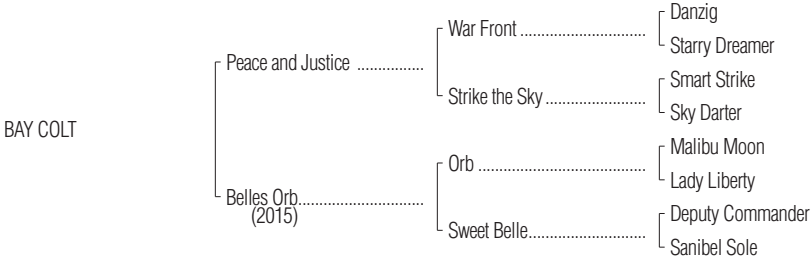 Danzig
War Front ..............................
Starry Dreamer
Peace and Justice ................
Smart Strike
Strike the Sky ........................
Sky Darter
BAY COLT
Malibu Moon
Orb ........................................
Lady Liberty
Belles Orb..............................
(2015)
Deputy Commander
Sweet Belle............................
Sanibel Sole